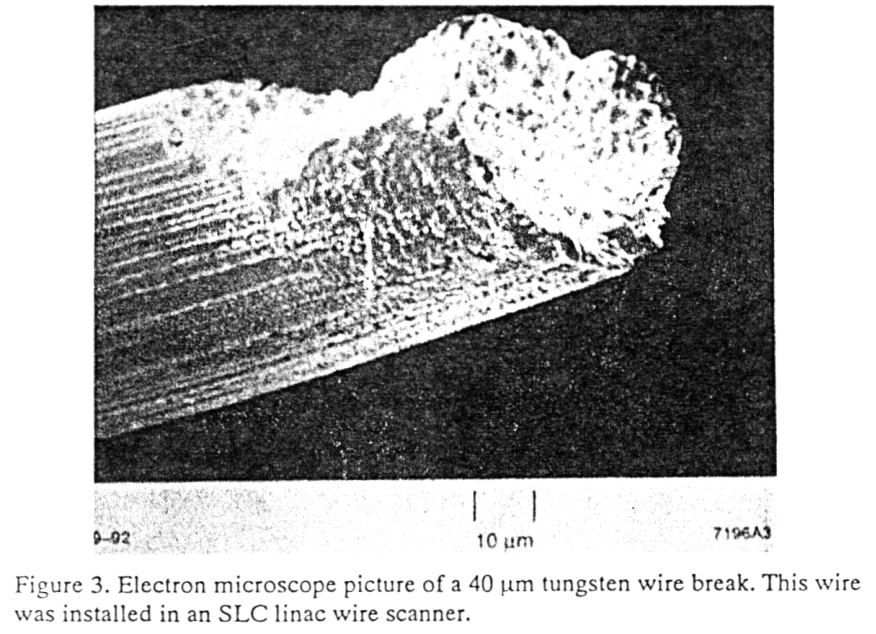 9-92
10 µm
7196A3
Figure 3. Electron microscope picture of a 40 µm tungsten wire break. This wire
was installed in an SLC linac wire scanner.